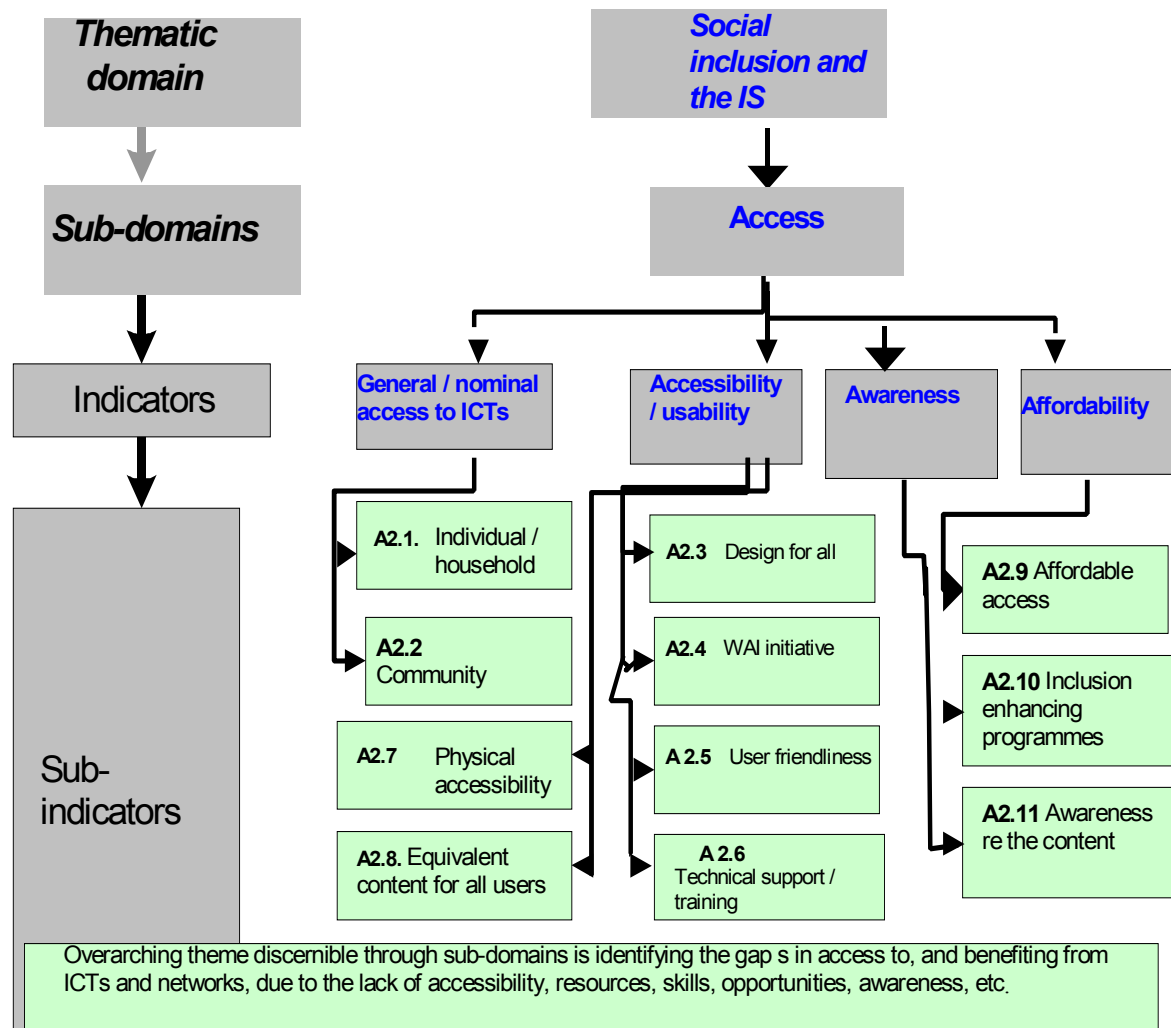 Thematic
domain
Social
inclusion and
the IS
Sub-domains
Access
Indicators
General / nominal
access to ICTs
Accessibility
/ usability
Awareness
Affordability
Sub-
indicators
A2.1. Individual /
household
A2.2
Community
A2.7 Physical
accessibility
A2.8. Equivalent
content for all users
A2.3 Design for all
A2.4 WAI initiative
A 2.5 User friendliness
A 2.6
Technical support /
training
A2.9 Affordable
access
A2.10 Inclusion
enhancing
programmes
A2.11 Awareness
re the content
Overarching theme discernible through sub-domains is identifying the gap s in access to, and benefiting from
ICTs and networks, due to the lack of accessibility, resources, skills, opportunities, awareness, etc.